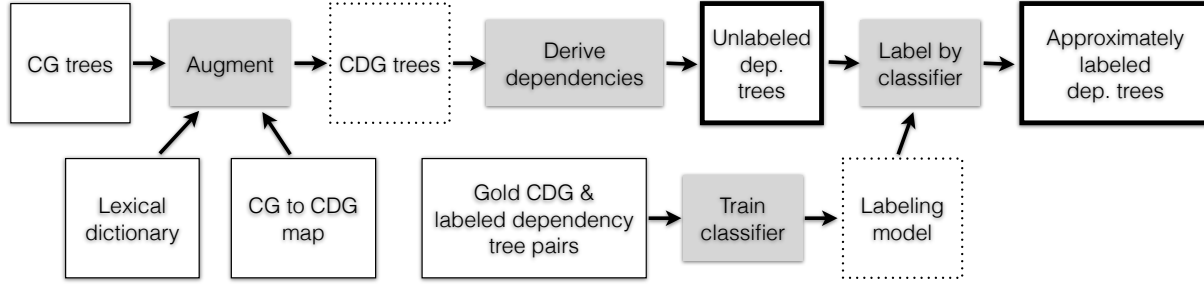 CG trees
Augment
CDG trees
Derive
dependencies
Unlabeled
dep.
trees
Label by
classifier
Approximately
labeled
dep. trees
Lexical
dictionary
CG to CDG
map
Gold CDG &
labeled dependency
tree pairs
Train
classifier
Labeling
model